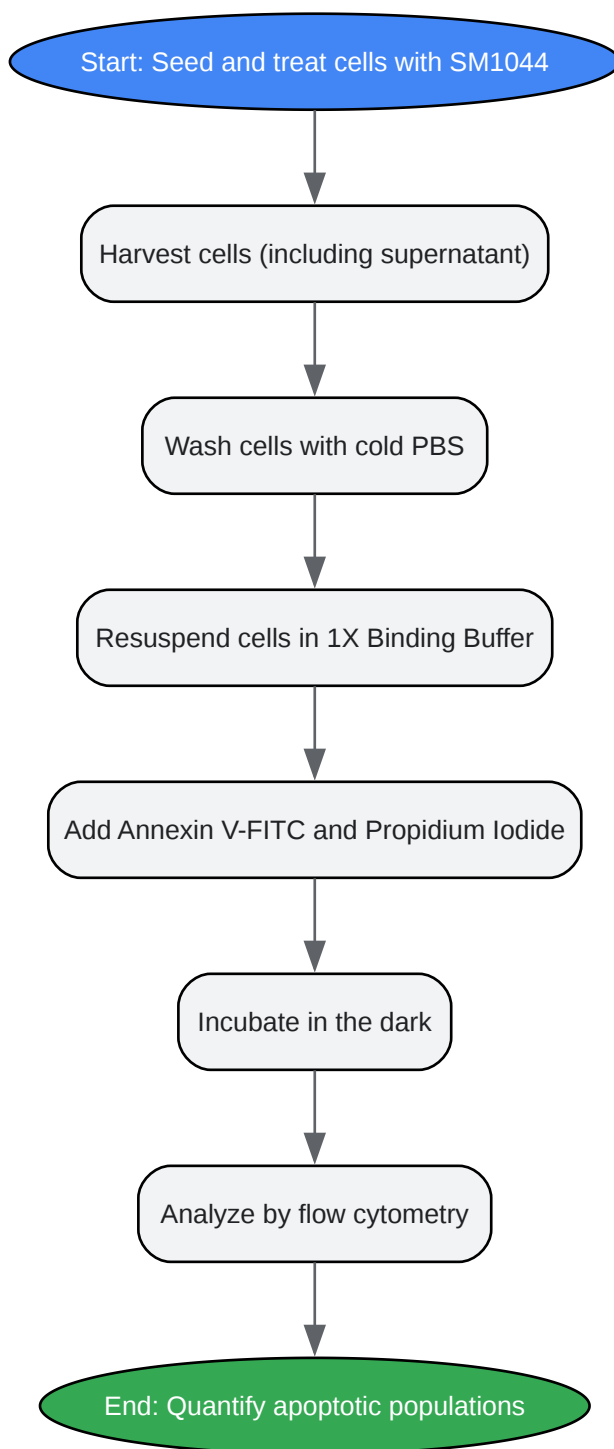 Start: Seed and treat cells with SM1044
Harvest cells (including supernatant)
Wash cells with cold PBS
Resuspend cells in 1X Binding Buffer
Add Annexin V-FITC and Propidium Iodide
Incubate in the dark
Analyze by flow cytometry
End: Quantify apoptotic populations